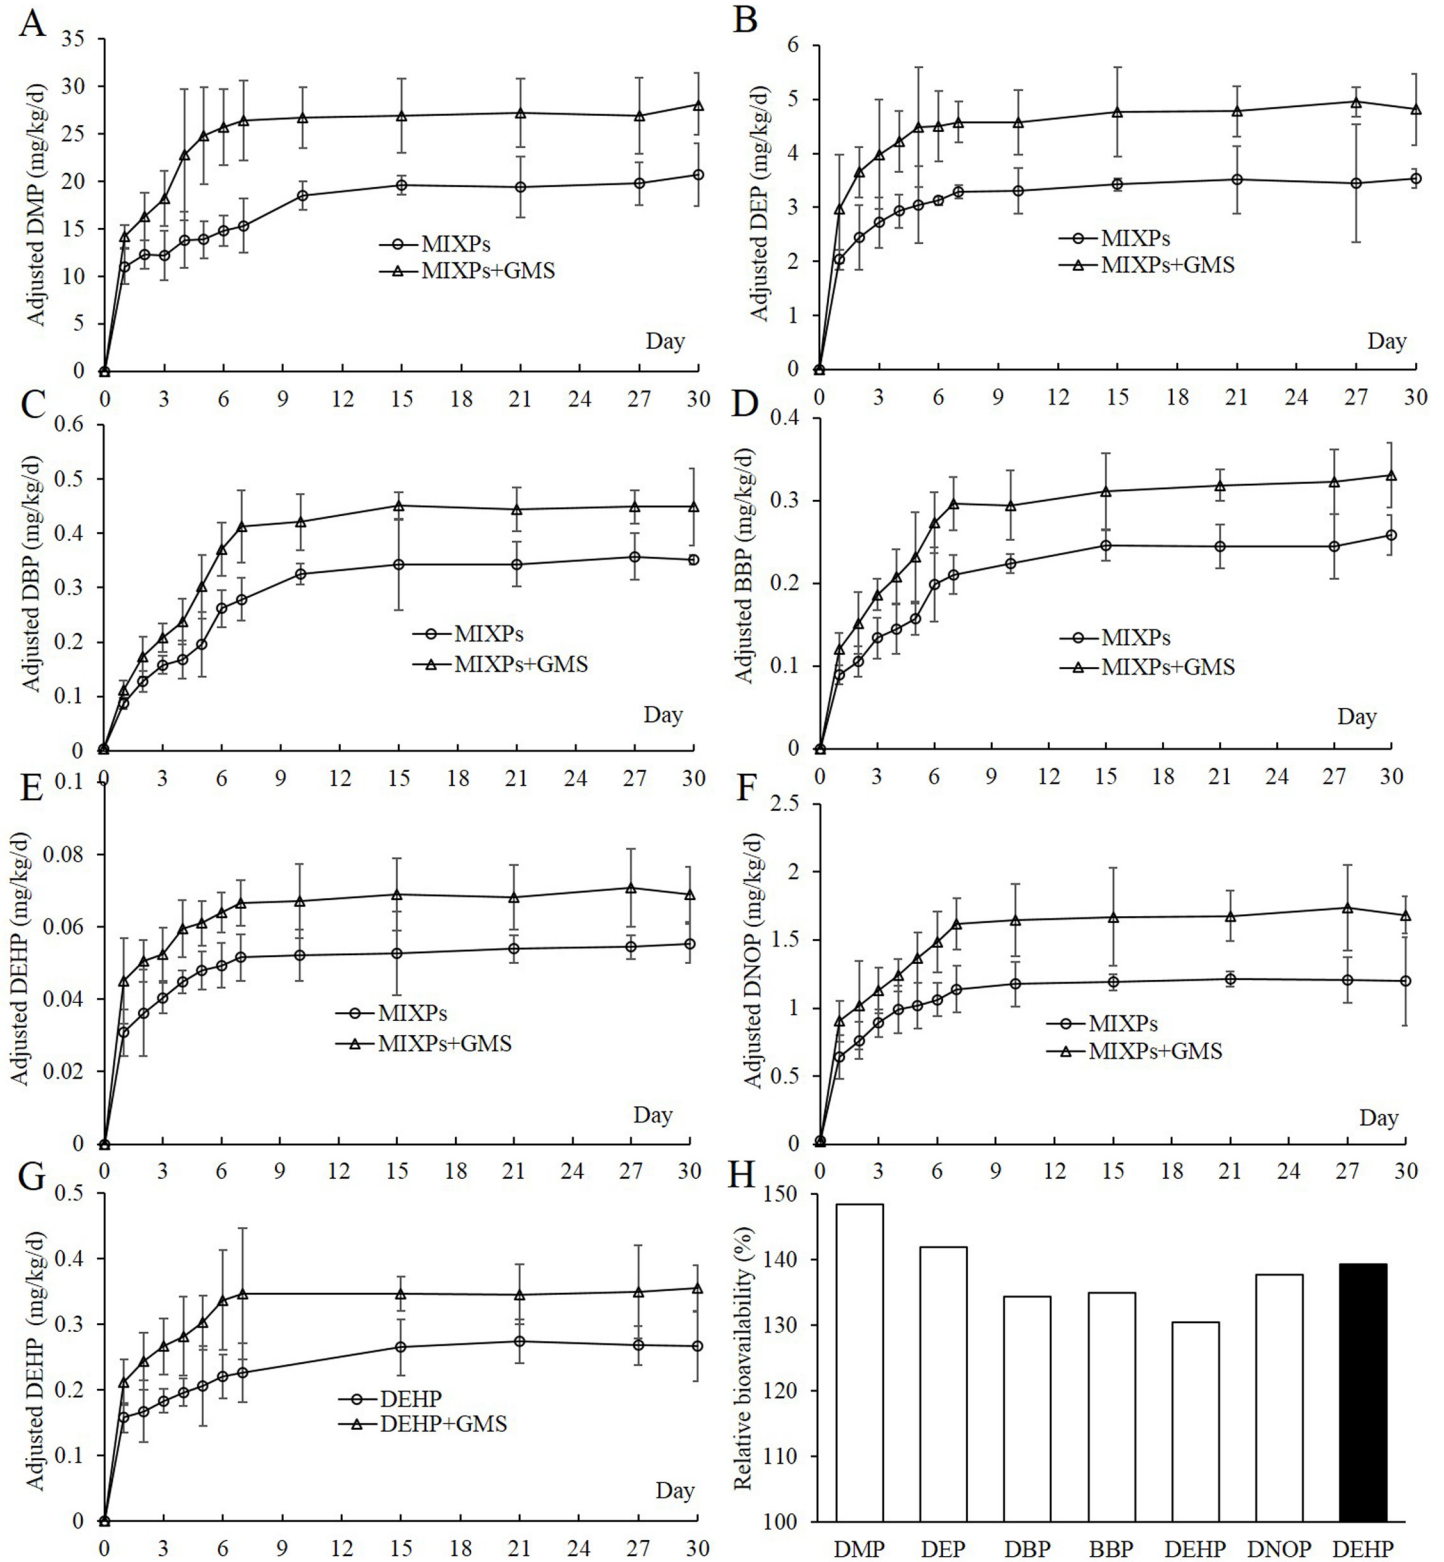 A
Adjusted DMP (mg/kg/d)
35
30
25
20
15
10
5
0
MIXPs
MIXPs+GMS
Day
0 3 6 9 12 15 18 21 24 27 30
B
Adjusted DEP (mg/kg/d)
6
5
4
3
2
1
0
MIXPs
MIXPs+GMS
Day
0 3 6 9 12 15 18 21 24 27 30
C
Adjusted DBP (mg/kg/d)
0.6
0.5
0.4
0.3
0.2
0.1
0
MIXPs
MIXPs+GMS
Day
0 3 6 9 12 15 18 21 24 27 30
D
Adjusted BBP (mg/kg/d)
0.4
0.3
0.2
0.1
0
MIXPs
MIXPs+GMS
Day
0 3 6 9 12 15 18 21 24 27 30
E
Adjusted DEHP (mg/kg/d)
0.1
0.08
0.06
0.04
0.02
0
MIXPs
MIXPs+GMS
Day
0 3 6 9 12 15 18 21 24 27 30
F
Adjusted DNOP (mg/kg/d)
2.5
2
1.5
1
0.5
0
MIXPs
MIXPs+GMS
Day
0 3 6 9 12 15 18 21 24 27 30
G
Adjusted DEHP (mg/kg/d)
0.5
0.4
0.3
0.2
0.1
0
DEHP
DEHP+GMS
Day
0 3 6 9 12 15 18 21 24 27 30
H
Relative bioavailability (%)
150
140
130
120
110
100
DMP DEP DBP BBP DEHP DNOP DEHP